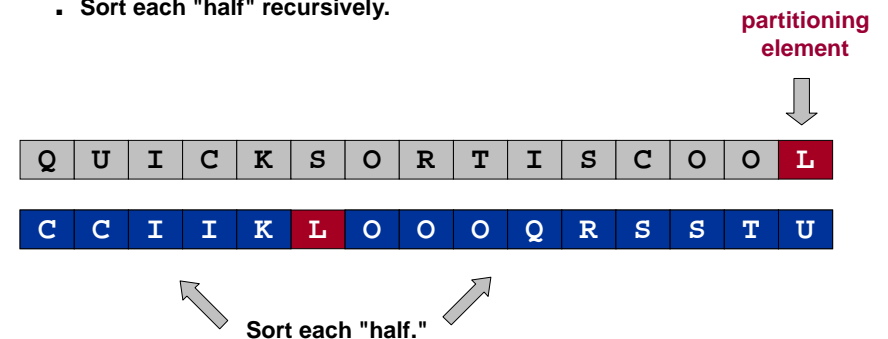 . Sort each "half" recursively.
partitioning
element
Q U I C K S O R T I S C O O L
C C I I K L O O O Q R S S T U
Sort each "half."